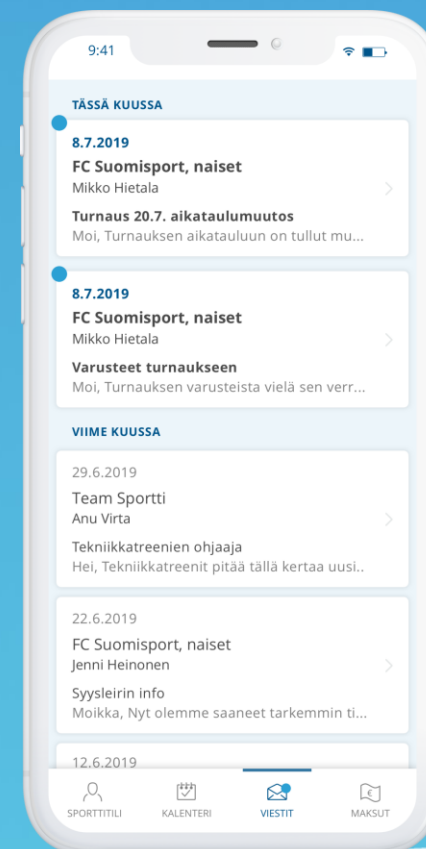 9:41
TÄSSÄ KUUSSA
8.7.2019
FC Suomisport, naiset
Mikko Hietala
Turnaus 20.7. aikataulumuutos
Moi, Turnauksen aikatauluun on tullut mu...
8.7.2019
FC Suomisport, naiset
Mikko Hietala
Varusteet turnaukseen
Moi, Turnauksen varusteista vielä sen verr...
VIIME KUUSSA
29.6.2019
Team Sportti
Anu Virta
Tekniikkatreenien ohjaaja
Hei, Tekniikkatreenit pitää tällä kertaa uusi..
22.6.2019
FC Suomisport, naiset
Jenni Heinonen
Syysleirin info
Moikka, Nyt olemme saaneet tarkemmin ti...
12.6.2019
SPORTTITILI KALENTERI VIESTIT MAKSUT